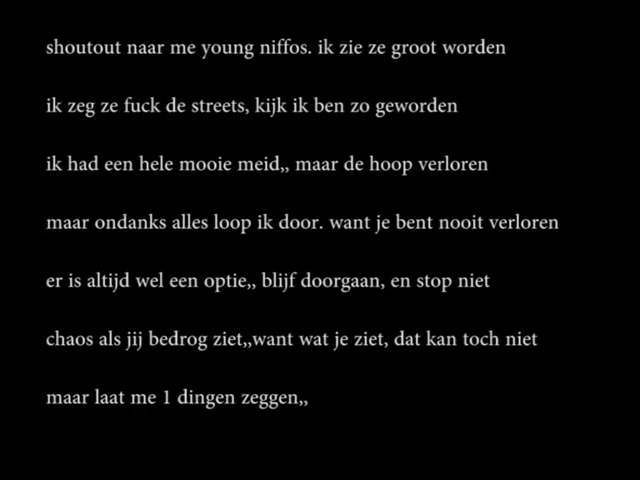 shoutout naar me young niffos. ik zie ze groot worden
ik zeg ze fuck de streets, kijk ik ben zo geworden
ik had een hele mooie meid,, maar de hoop verloren
maar ondanks alles loop ik door. want je bent nooit verloren
er is altijd wel een optie,, blijf doorgaan, en stop niet
chaos als jij bedrog ziet,,want wat je ziet, dat kan toch niet
maar laat me 1 dingen zeggen,,